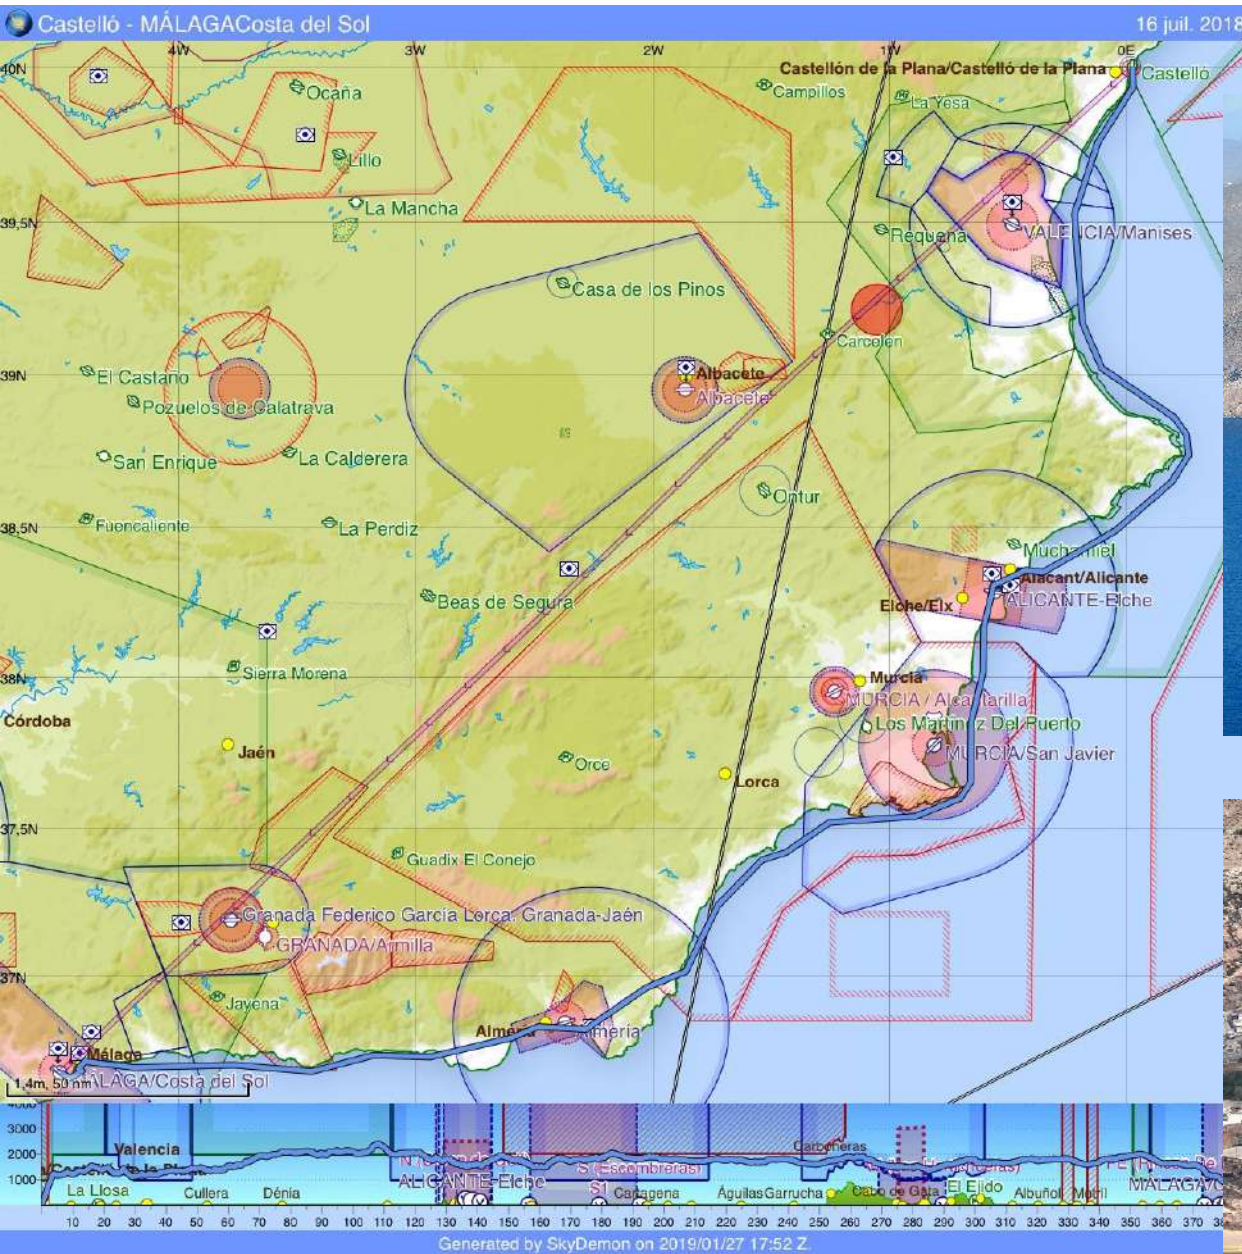 Castelló - MÁLAGACosta del Sol
16 juil. 2018
4W
3W
2W
1W
0E
40N
Castellón de la Plana/Castelló de la Plana
Castelló
Ocaña
Campillos
La Yesa
Lillo
La Mancha
39,5N
Requena
VALENCIA/Manises
Casa de los Pinos
Carcelen
39N
El Castaño
Albacete
Albacete
Pozuelos de Calatrava
San Enrique
La Calderera
Ontur
38,5N
Fuencaliente
La Perdiz
Muchamiel
Alacant/Alicante
ALICANTE-Elche
Elche/Elx
Beas de Segura
38N
Sierra Morena
Murcia
MURCIA / Alcantarilla
Los Martinez Del Puerto
Córdoba
Jaén
MURCIA/San Javier
Orce
Lorca
37,5N
Guadix El Conejo
Granada Federico García Lorca. Granada-Jaén
GRANADA/Armilla
37N
Javena
Almería
Almeria
Málaga
MÁLAGA/Costa del Sol
1,4m, 50 nm
4000
3000
2000
1000
Valencia
Carboneras
ALICANTE-Elche
S (Escombreras)
S1
La Llosa
Cullera
Dénia
Cartagena
Águilas
Garrucha
Cabo de Gata
El Ejido
Albuñol
Motril
10 20 30 40 50 60 70 80 90 100 110 120 130 140 150 160 170 180 190 200 210 220 230 240 250 260 270 280 290 300 310 320 330 340 350 360 370
Generated by SkyDemon on 2019/01/27 17:52 Z.